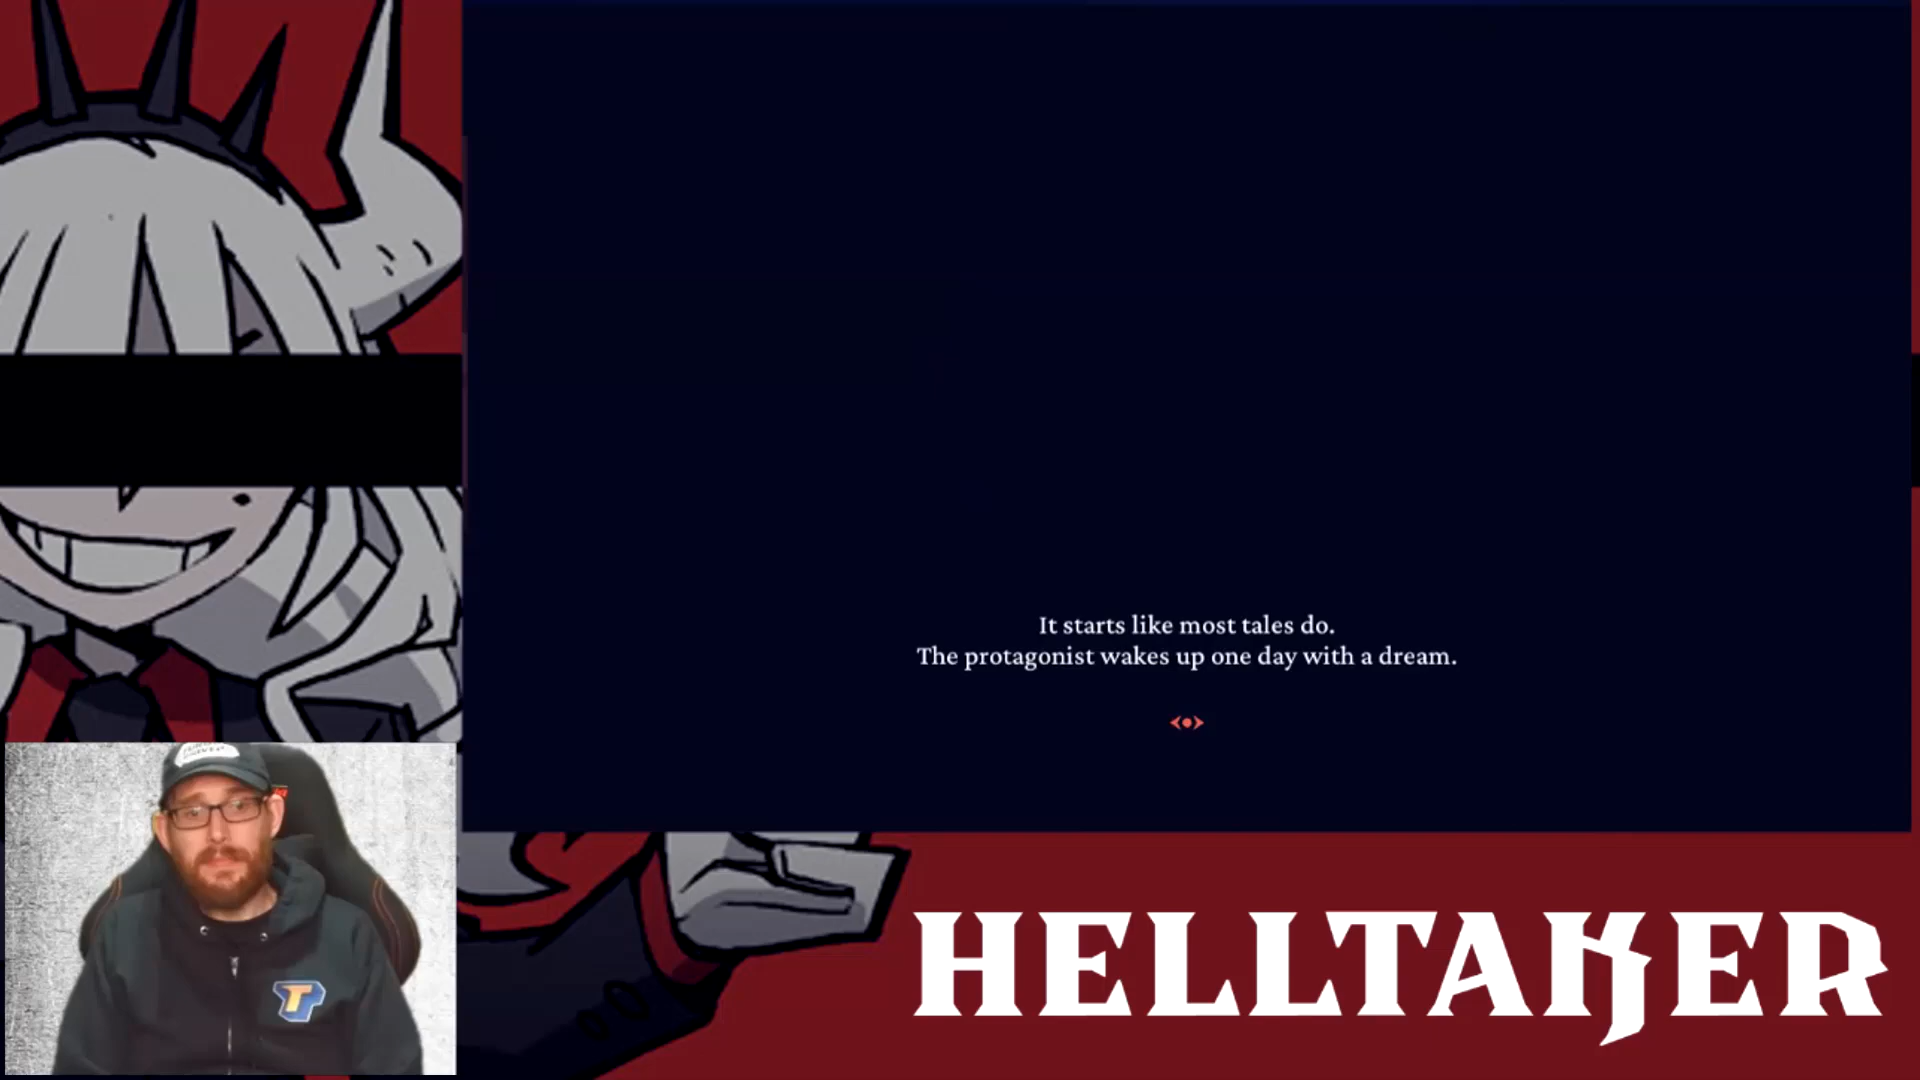 It starts like most tales do.
The protagonist wakes up one day with a dream.
HELLTAKER